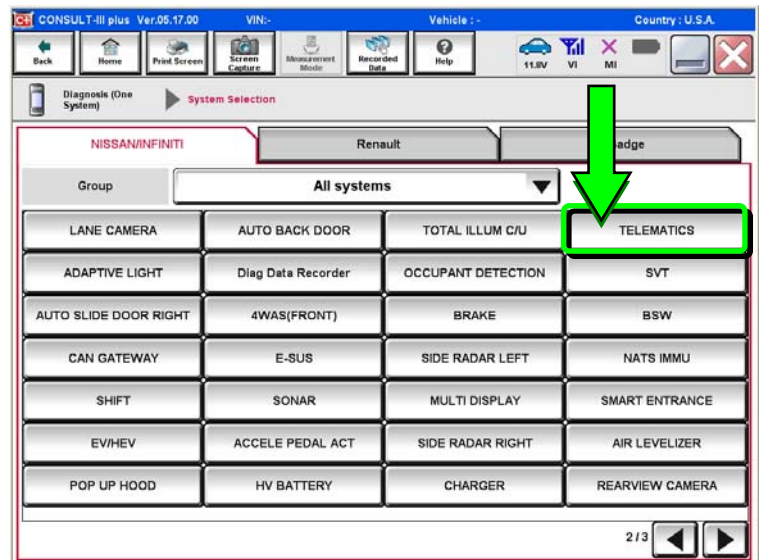 CONSULT-III plus Ver.05.17.00 VIN:- Vehicle : - Country : U.S.A.
Back Home Print Screen Screen Capture Measurement Mode Recorded Data Help 11.8V VI MI
Diagnosis (One System) System Selection
NISSAN/INFINITI Renault adge
Group All systems
LANE CAMERA AUTO BACK DOOR TOTAL ILLUM C/U TELEMATICS
ADAPTIVE LIGHT Diag Data Recorder OCCUPANT DETECTION SVT
AUTO SLIDE DOOR RIGHT 4WAS(FRONT) BRAKE BSW
CAN GATEWAY E-SUS SIDE RADAR LEFT NATS IMMU
SHIFT SONAR MULTI DISPLAY SMART ENTRANCE
EV/HEV ACCELE PEDAL ACT SIDE RADAR RIGHT AIR LEVELIZER
POP UP HOOD HV BATTERY CHARGER REARVIEW CAMERA
2/3